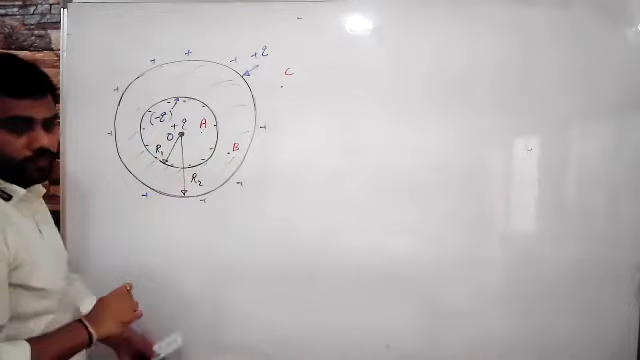 + + + + q
+ C
(-q)
+ q A
+ O +
R₁ B
R₂ +
+ +